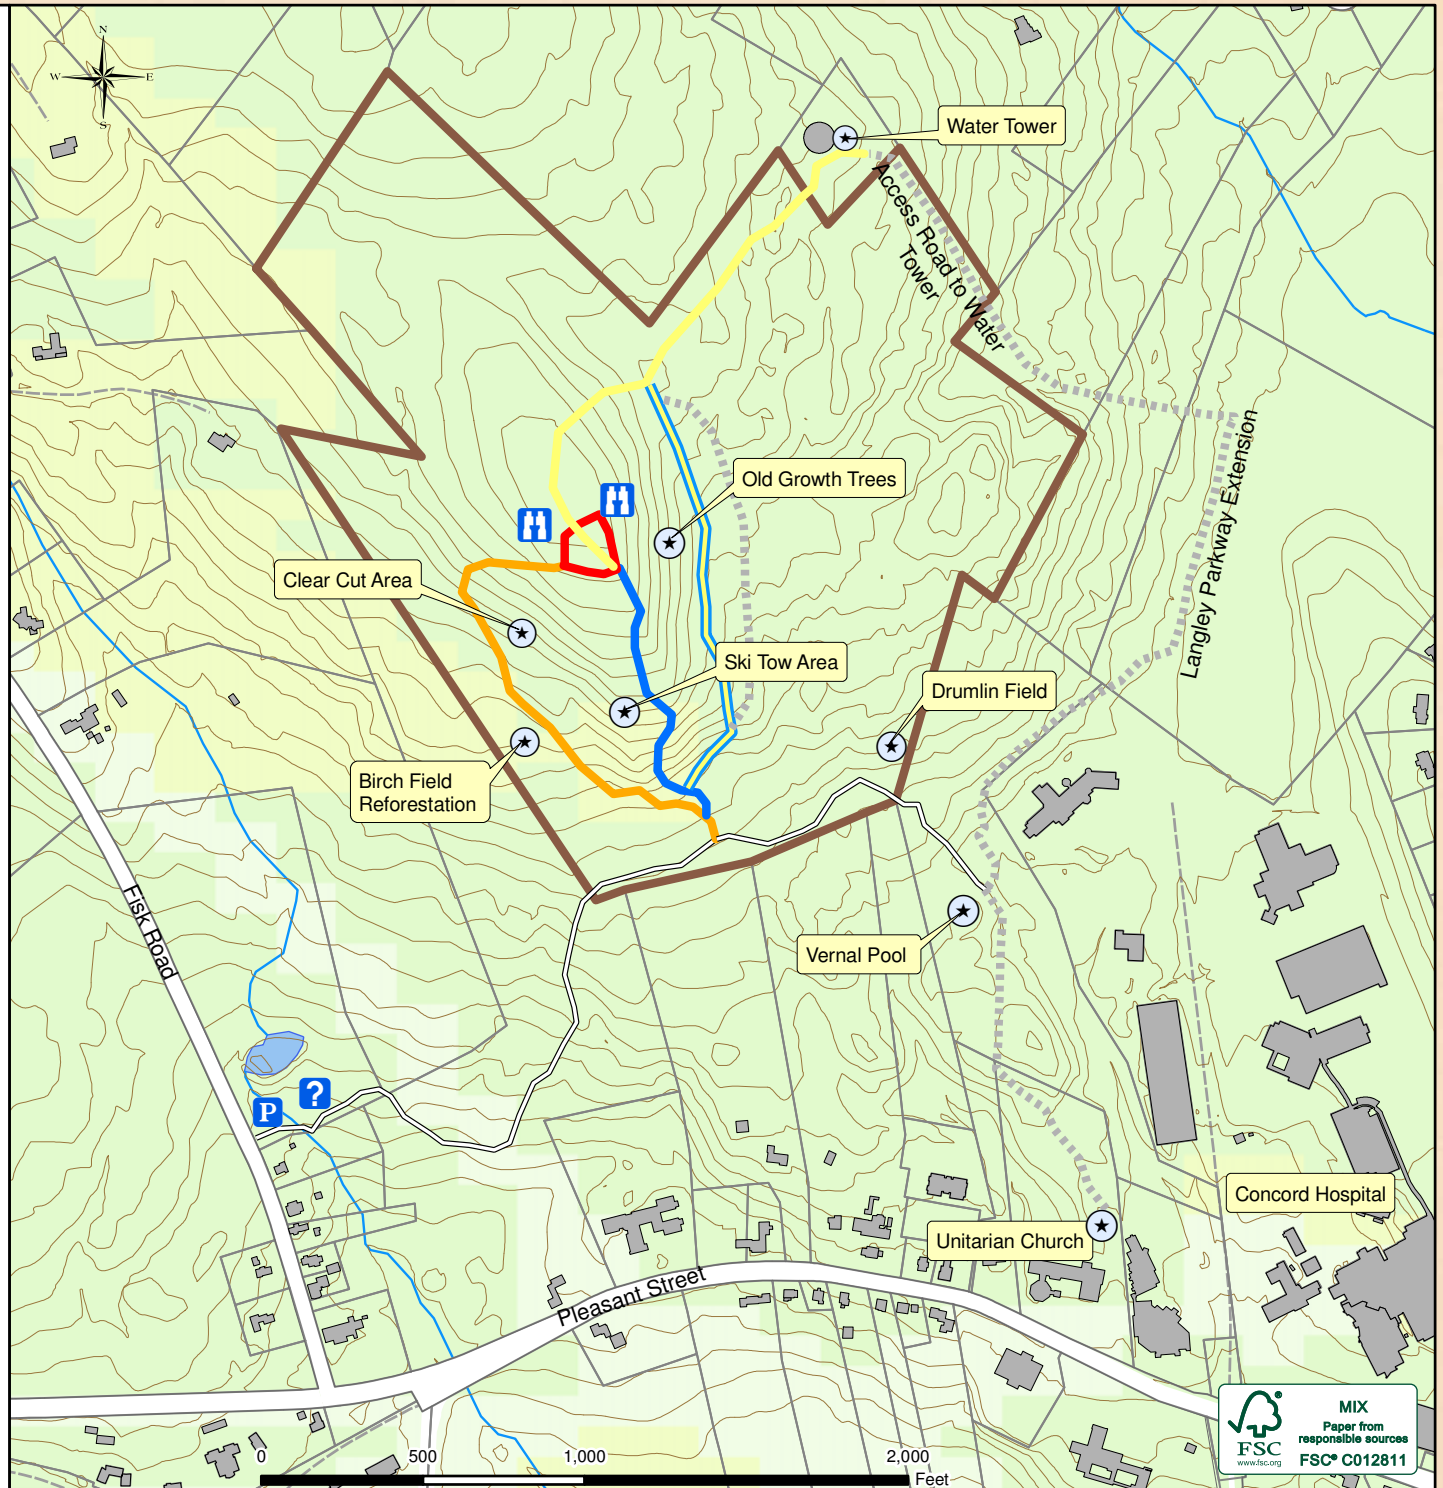 N
W E
S
Water Tower
Access Road to Water
Tower
Langley Parkway Extension
Old Growth Trees
Clear Cut Area
Ski Tow Area
Drumlin Field
Birch Field
Reforestation
Fisk Road
Vernal Pool
P
?
Concord Hospital
Unitarian Church
Pleasant Street
0 500 1,000 2,000
Feet
FSC
www.fsc.org
MIX
Paper from
responsible sources
FSC® C012811